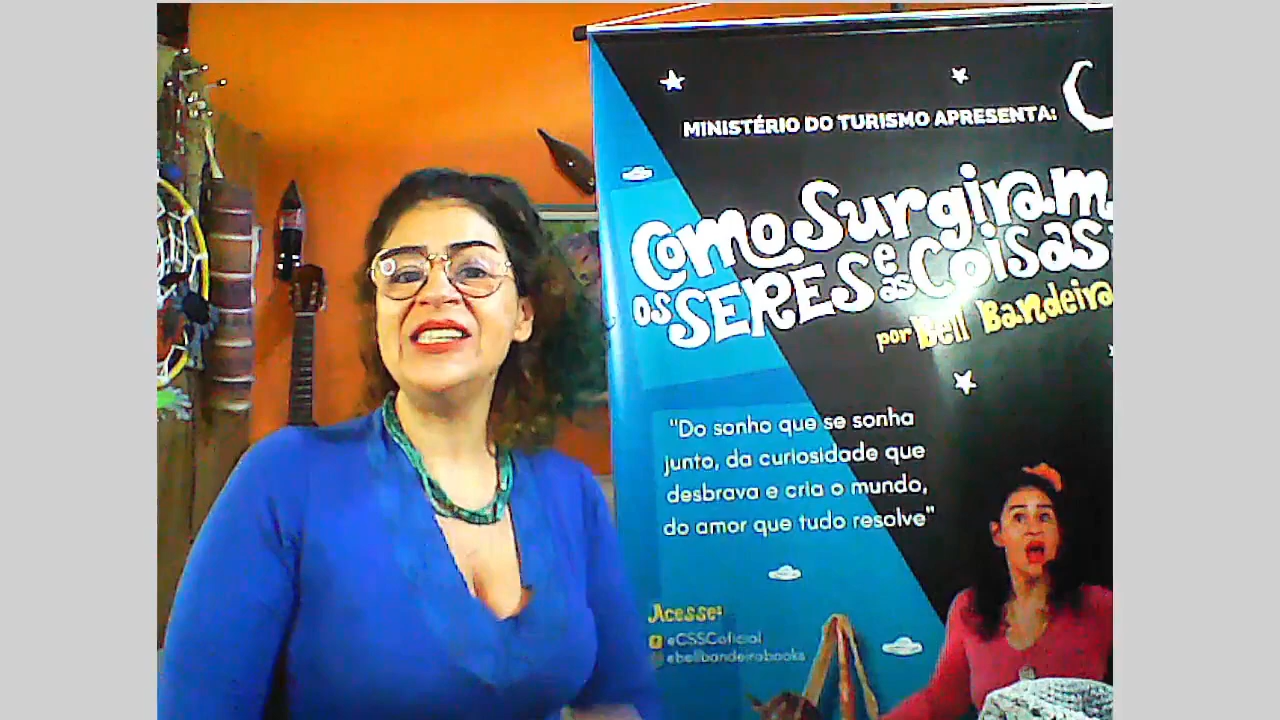 MINISTÉRIO DO TURISMO APRESENTA:
Como Surgiram
os SERES e as Coisas
por Bell Bandeira
"Do sonho que se sonha
junto, da curiosidade que
desbrava e cria o mundo,
do amor que tudo resolve"
Acesse:
@CSSCoficial
@bellbandeirabooks